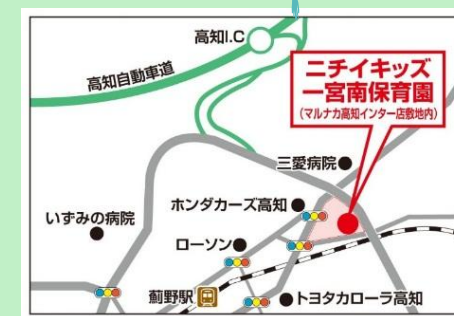 高知I.C
高知自動車道
ニチイキッズ
一宮南保育園
(マルナカ高知インター店敷地内)
三愛病院
ホンダカーズ高知
いずみの病院
ローソン
薊野駅
トヨタカローラ高知